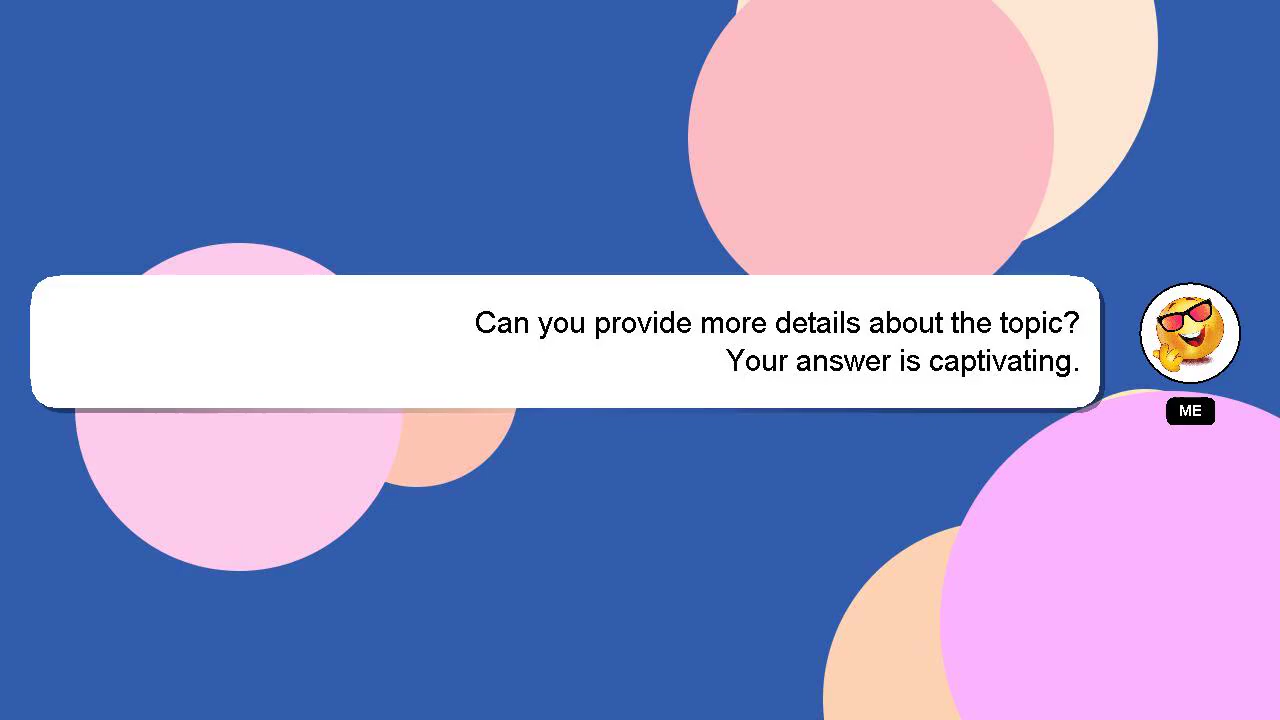 Can you provide more details about the topic?
Your answer is captivating.
ME